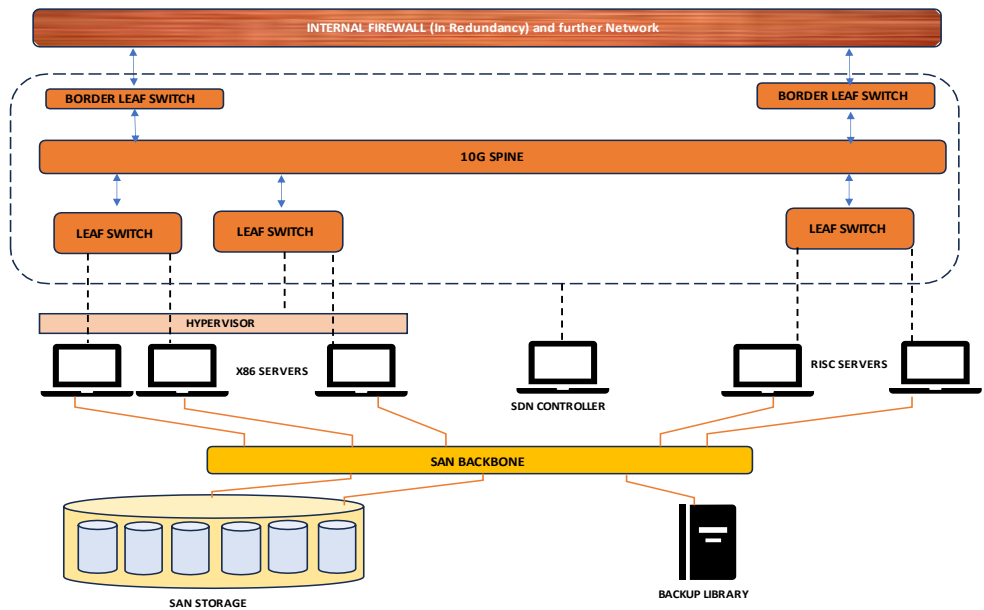 INTERNAL FIREWALL (In Redundancy) and further Network
BORDER LEAF SWITCH
BORDER LEAF SWITCH
10G SPINE
LEAF SWITCH
LEAF SWITCH
LEAF SWITCH
HYPERVISOR
X86 SERVERS
RISC SERVERS
SDN CONTROLLER
SAN BACKBONE
SAN STORAGE
BACKUP LIBRARY